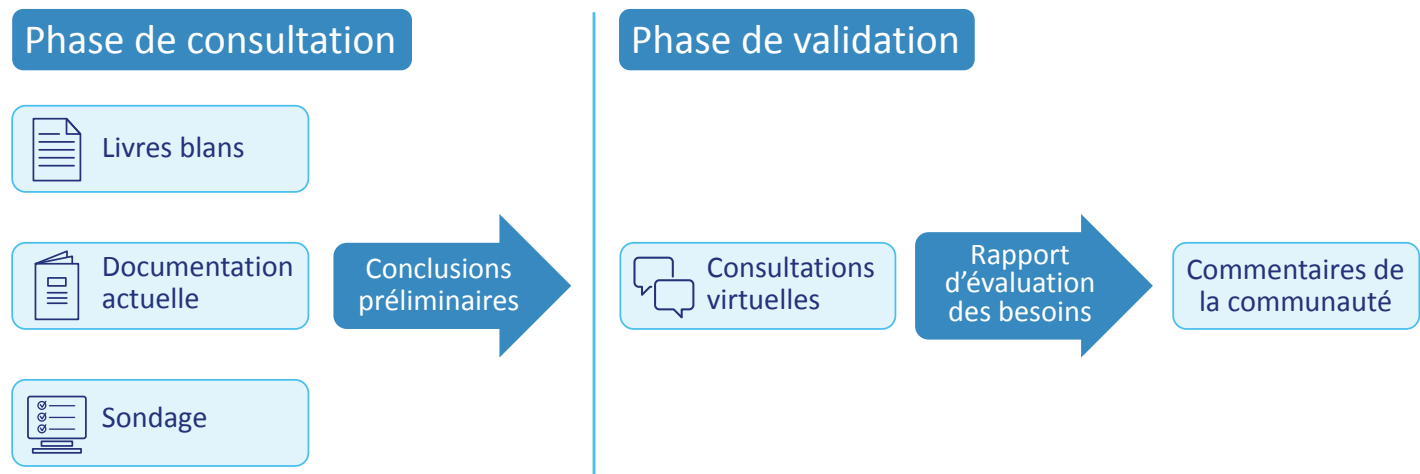 Phase de consultation
Livres blans
Documentation
actuelle
Sondage
Conclusions
préliminaires
Phase de validation
Consultations
virtuelles
Rapport
d’évaluation
des besoins
Commentaires de
la communauté